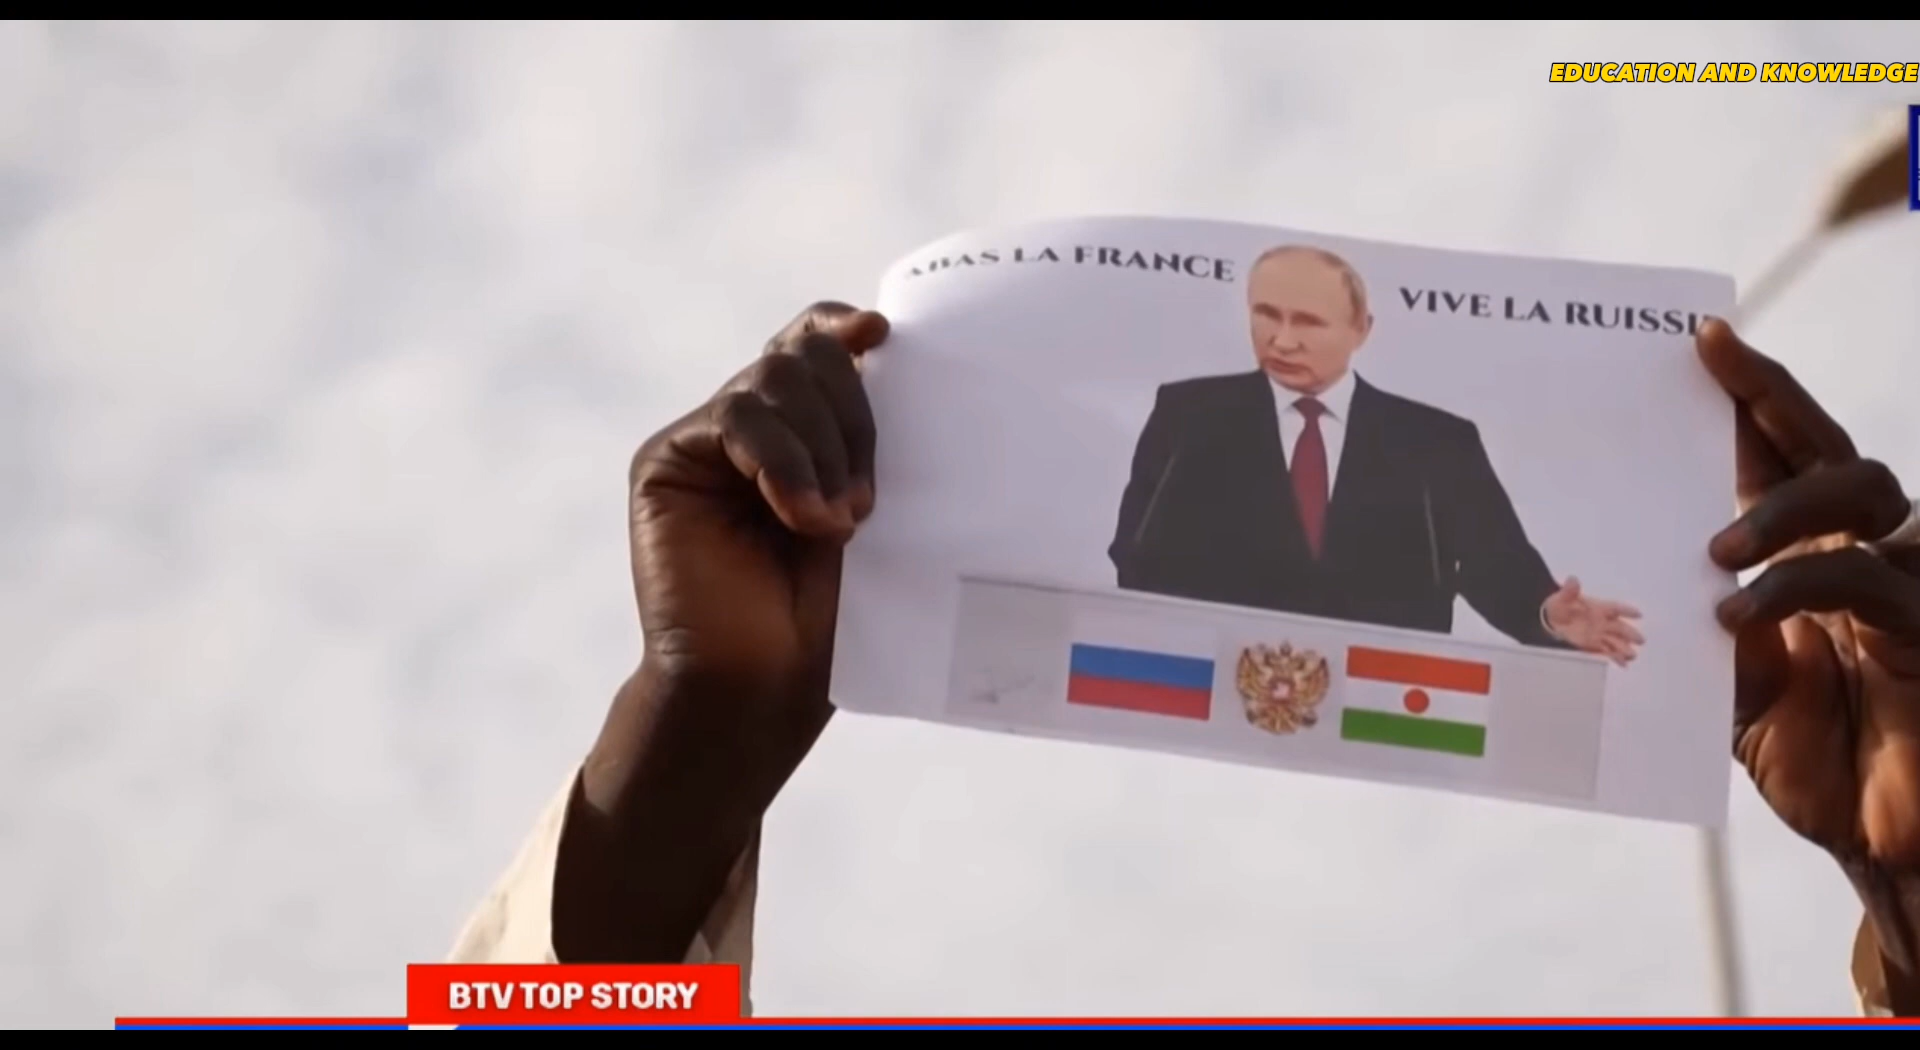 EDUCATION AND KNOWLEDGE
ABAS LA FRANCE
VIVE LA RUISSI
BTV TOP STORY